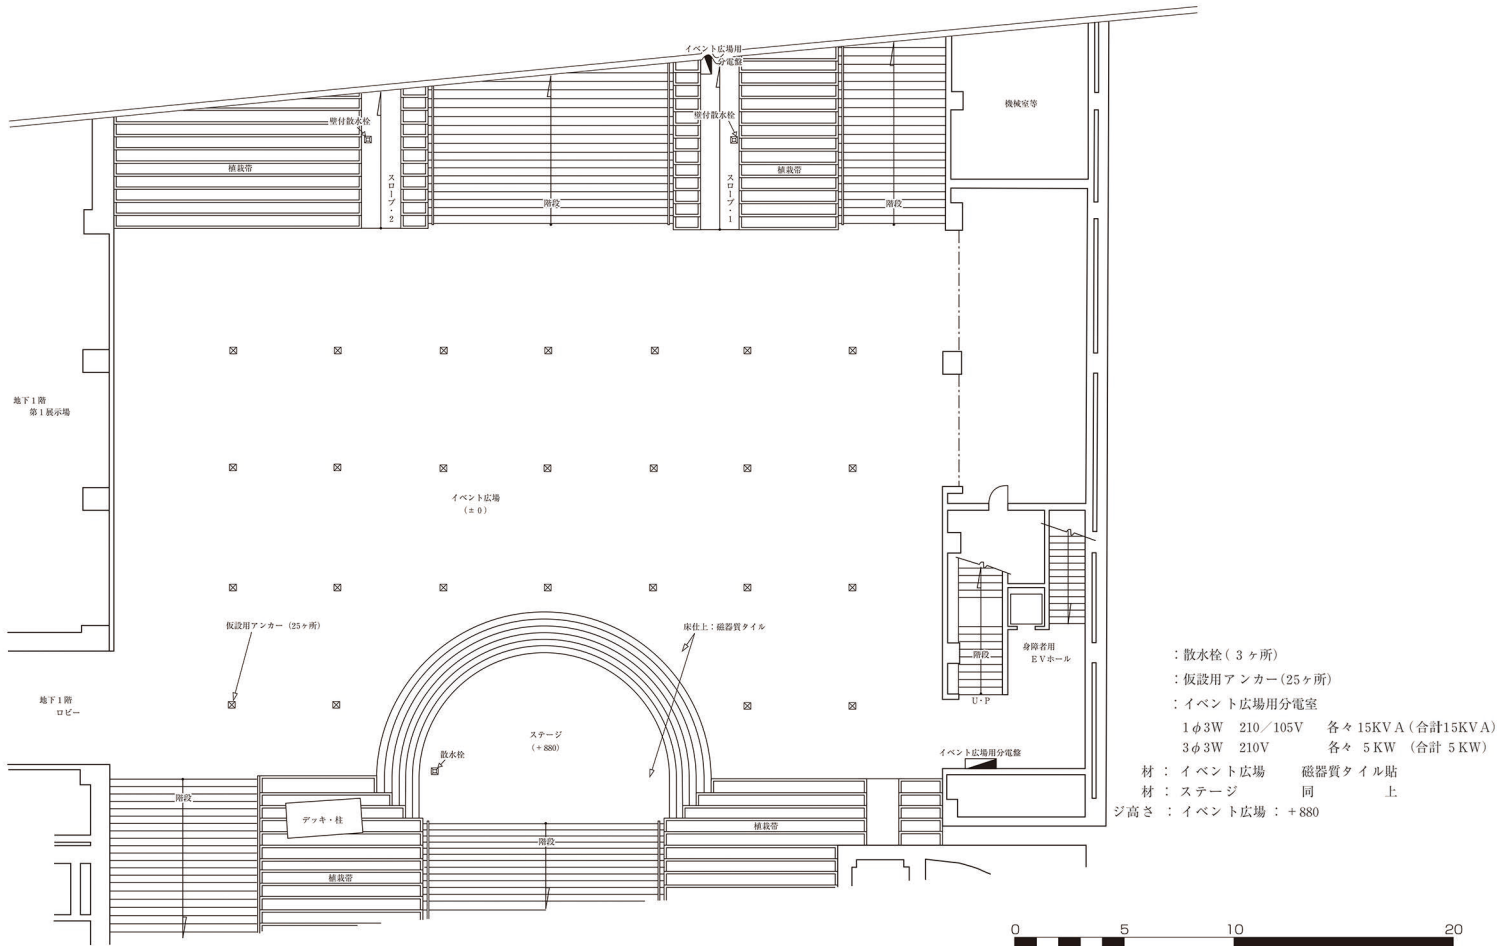 イベント広場用
分電盤
機械室等
壁付散水栓
壁付散水栓
植栽帯
植栽帯
スロープ・2
スロープ・1
階段
階段
地下1階
第1展示場
イベント広場
(±0)
仮設用アンカー(25ヶ所)
床仕上:磁器質タイル
身障者用
EVホール
階段
U・P
地下1階
ロビー
ステージ
(+880)
散水栓
イベント広場用分電盤
階段
デッキ・柱
階段
植栽帯
植栽帯
:散水栓(3ヶ所)
:仮設用アンカー(25ヶ所)
:イベント広場用分電室
1φ3W 210/105V 各々15KVA(合計15KVA)
3φ3W 210V 各々 5KW (合計 5KW)
材 : イベント広場 磁器質タイル貼
材 : ステージ 同 上
ジ高さ : イベント広場 : +880
0 5 10 20